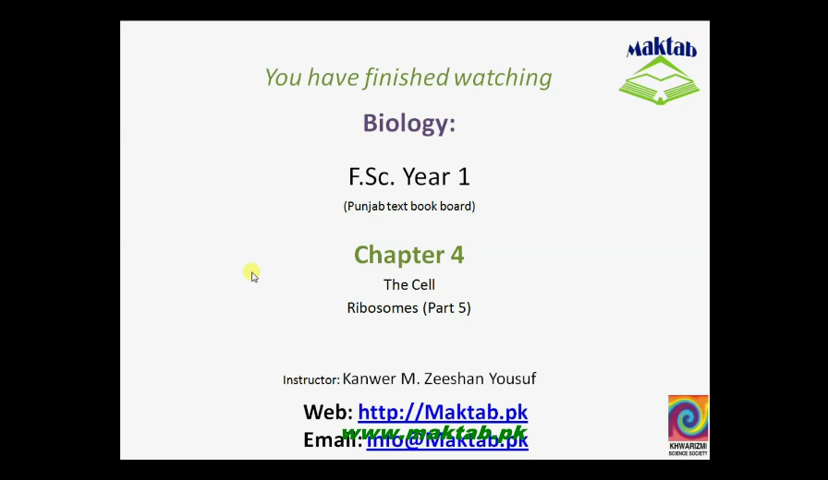 Maktab
You have finished watching
Biology:
F.Sc. Year 1
(Punjab text book board)
Chapter 4
The Cell
Ribosomes (Part 5)
Instructor: Kanwer M. Zeeshan Yousuf
Web: http://Maktab.pk
www.maktab.pk
Email: info@Maktab.pk
KHWARIZMI
SCIENCE SOCIETY